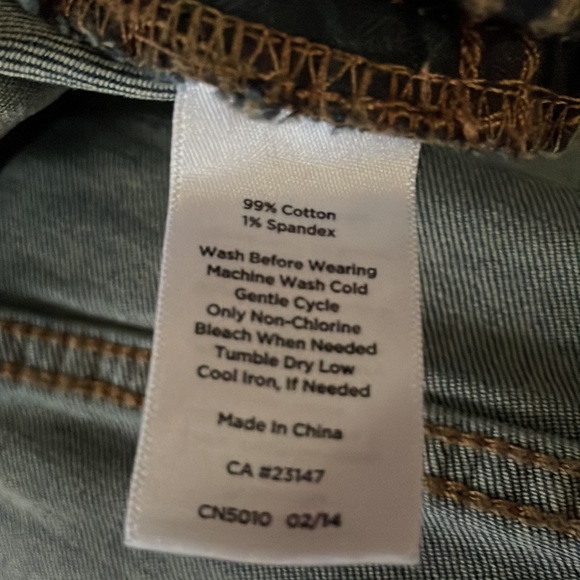 99% Cotton
1% Spandex
Wash Before Wearing
Machine Wash Cold
Gentle Cycle
Only Non-Chlorine
Bleach When Needed
Tumble Dry Low
Cool Iron, If Needed
Made In China
CA #23147
CN5010 02/14